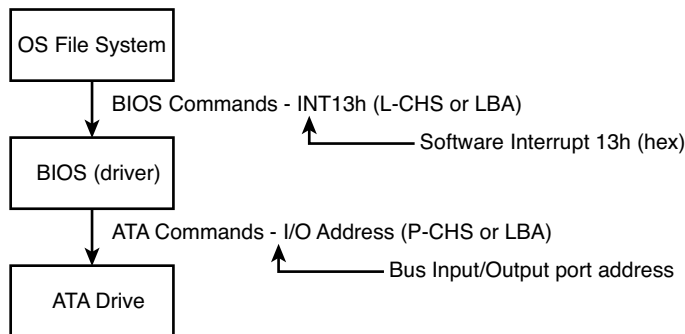 OS File System
BIOS Commands - INT13h (L-CHS or LBA)
Software Interrupt 13h (hex)
BIOS (driver)
ATA Commands - I/O Address (P-CHS or LBA)
Bus Input/Output port address
ATA Drive